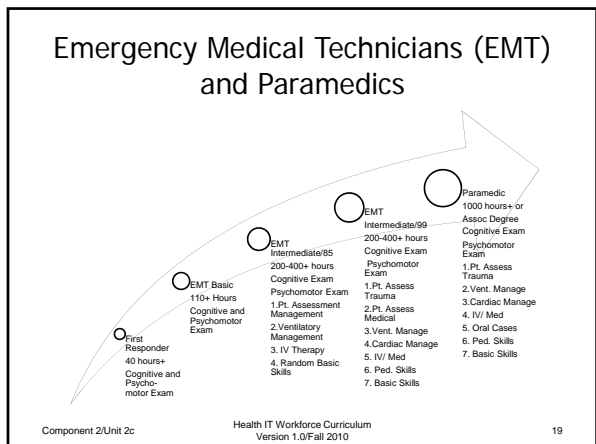 Emergency Medical Technicians (EMT)
and Paramedics
First
Responder
40 hours+
Cognitive and
Psycho-
motor Exam
EMT Basic
110+ Hours
Cognitive and
Psychomotor
Exam
EMT
Intermediate/85
200-400+ hours
Cognitive Exam
Psychomotor Exam
1.Pt. Assessment
Management
2.Ventilatory
Management
3. IV Therapy
4. Random Basic
Skills
EMT
Intermediate/99
200-400+ hours
Cognitive Exam
Psychomotor
Exam
1.Pt. Assess
Trauma
2.Pt. Assess
Medical
3.Vent. Manage
4.Cardiac Manage
5. IV/ Med
6. Ped. Skills
7. Basic Skills
Paramedic
1000 hours+ or
Assoc Degree
Cognitive Exam
Psychomotor
Exam
1.Pt. Assess
Trauma
2.Vent. Manage
3.Cardiac Manage
4. IV/ Med
5. Oral Cases
6. Ped. Skills
7. Basic Skills
Component 2/Unit 2c
Health IT Workforce Curriculum
Version 1.0/Fall 2010
19